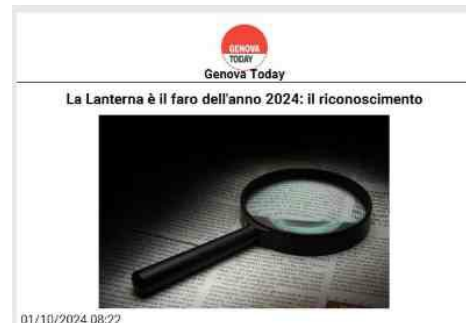 GENOVA
TODAY
Genova Today
La Lanterna è il faro dell'anno 2024: il riconoscimento
01/10/2024 08:22